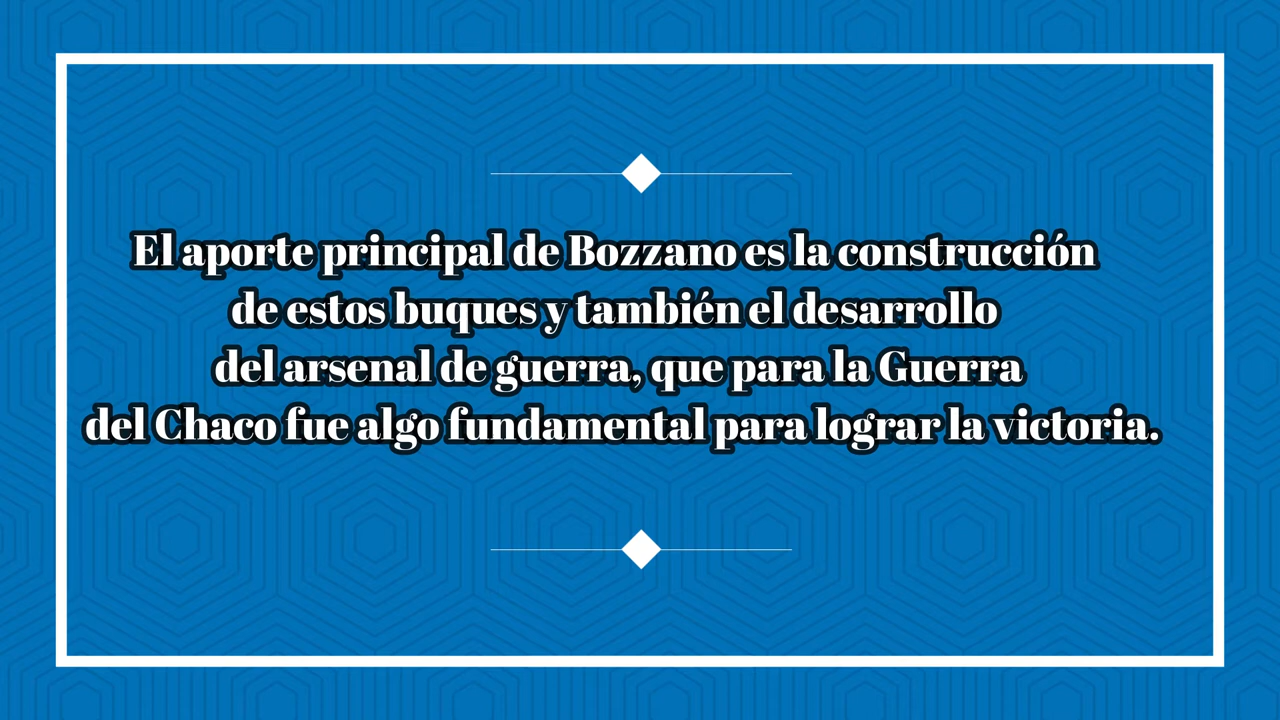 El aporte principal de Bozzano es la construcción
de estos buques y también el desarrollo
del arsenal de guerra, que para la Guerra
del Chaco fue algo fundamental para lograr la victoria.